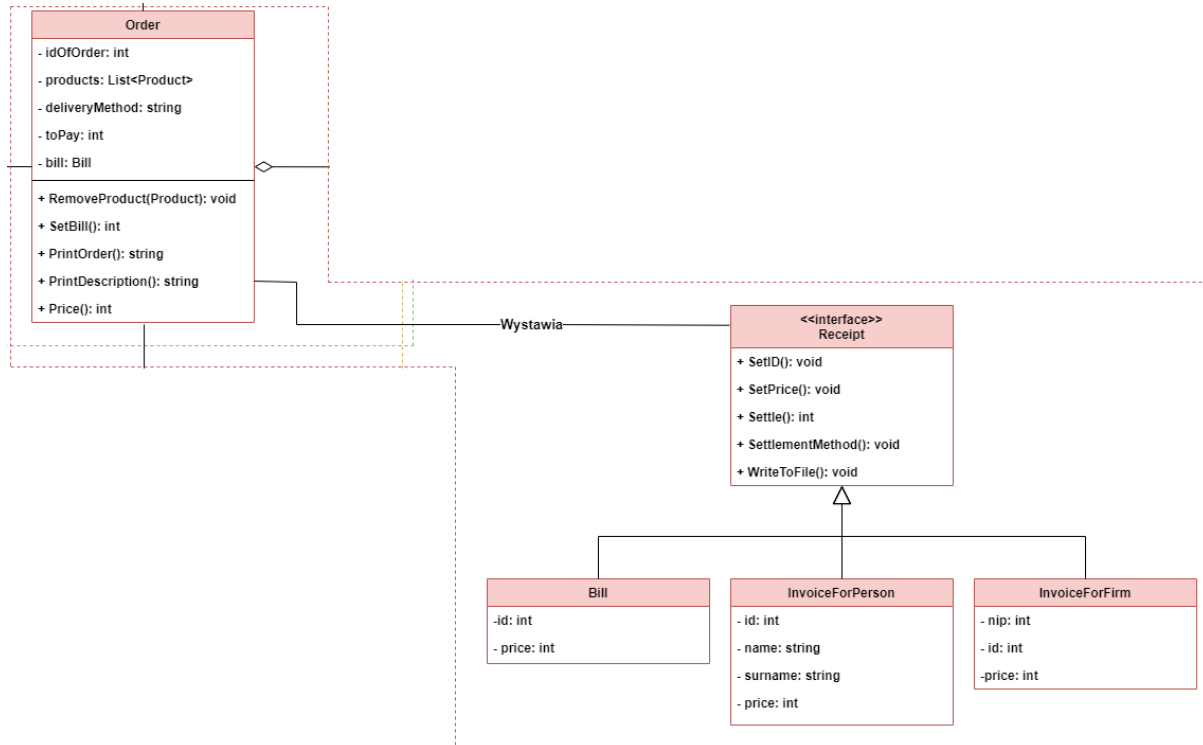 Order
- idOfOrder: int
- products: List<Product>
- deliveryMethod: string
- toPay: int
- bill: Bill
+ RemoveProduct(Product): void
+ SetBill(): int
+ PrintOrder(): string
+ PrintDescription(): string
+ Price(): int
Wystawia
<<interface>>
Receipt
+ SetID(): void
+ SetPrice(): void
+ Settle(): int
+ SettlementMethod(): void
+ WriteToFile(): void
Bill
-id: int
- price: int
InvoiceForPerson
- id: int
- name: string
- surname: string
- price: int
InvoiceForFirm
- nip: int
- id: int
-price: int